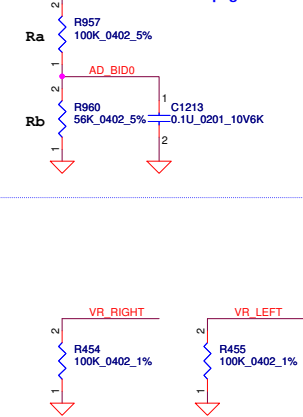 2
R957
Ra
100K_0402_5%
1
AD_BID0
2
1
R960
C1213
Rb
56K_0402_5%
0.1U_0201_10V6K
1
2
VR_RIGHT
VR_LEFT
2
2
R454
R455
100K_0402_1%
100K_0402_1%
1
1